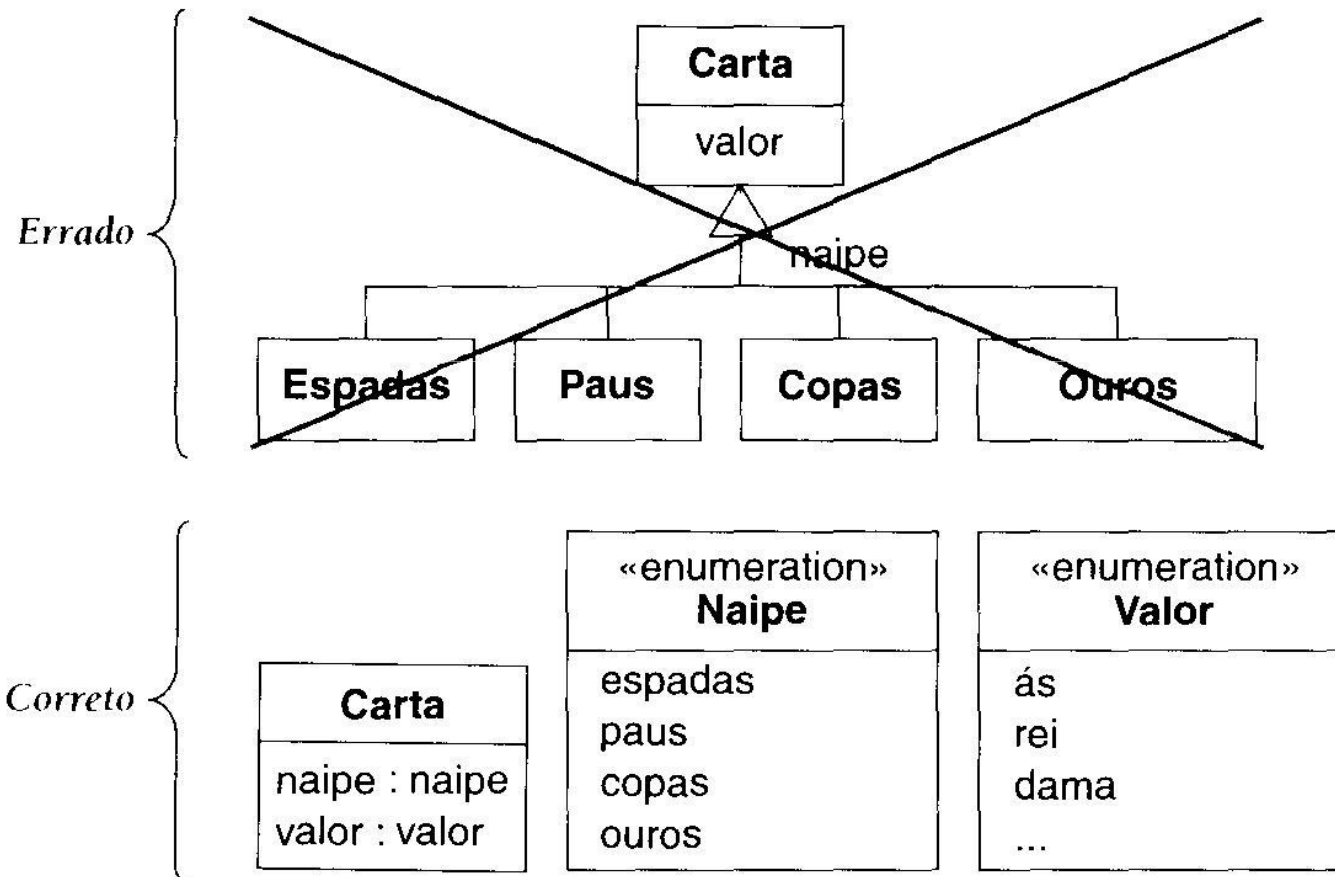 Errado
Carta
valor
naipe
Espadas
Paus
Copas
Ouros
Correto
Carta
naipe : naipe
valor : valor
«enumeration»
Naipe
espadas
paus
copas
ouros
«enumeration»
Valor
ás
rei
dama
...